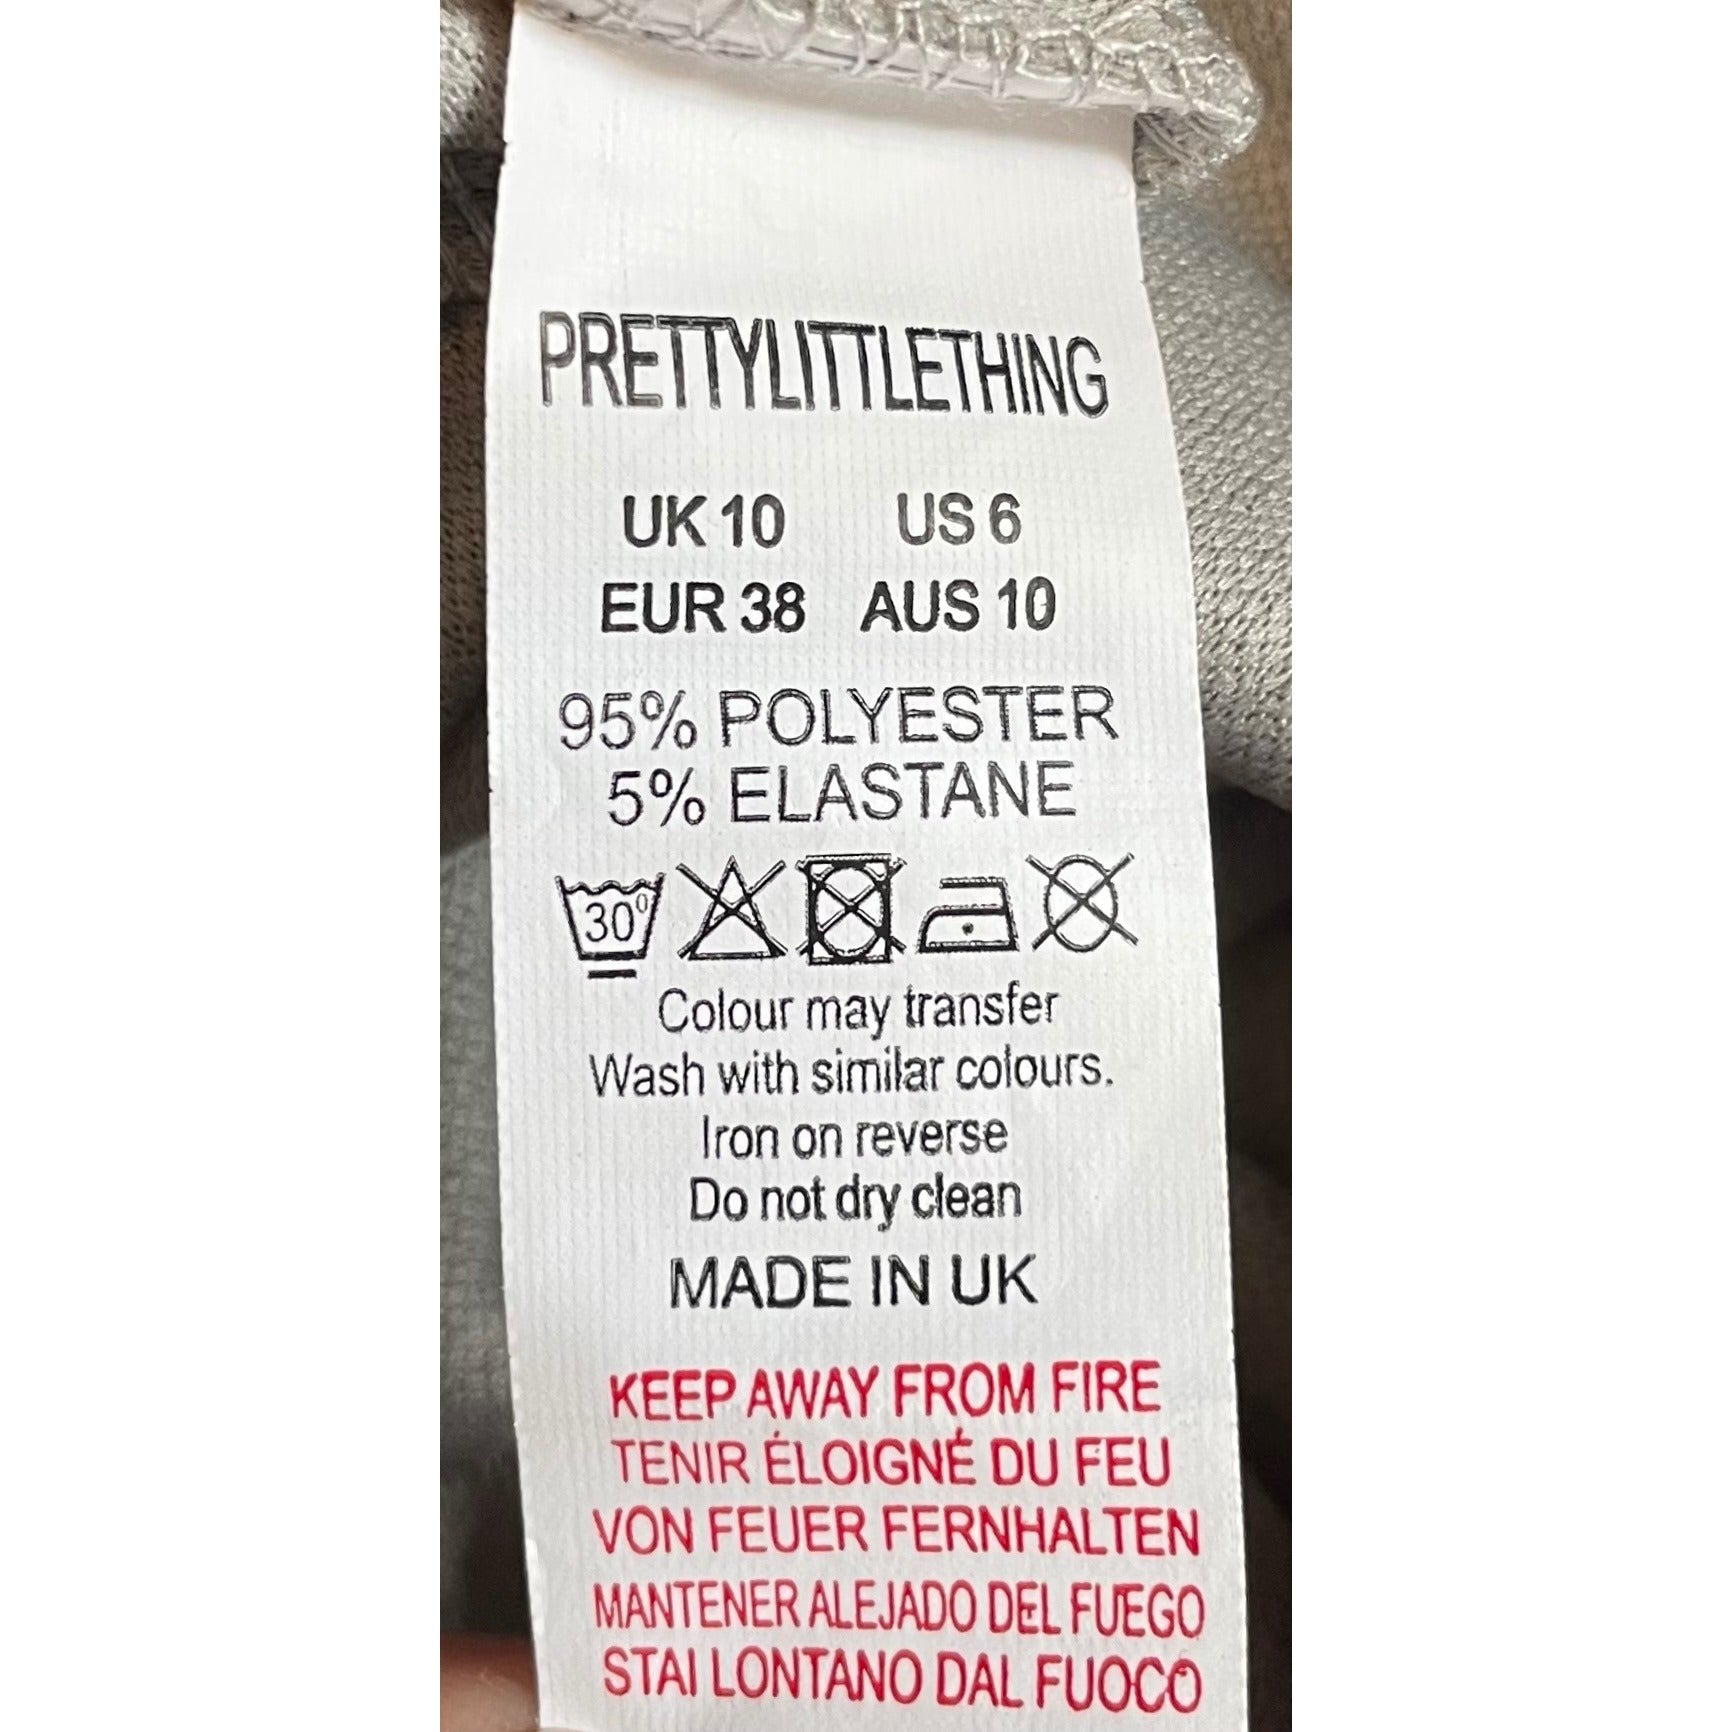 PRETTYLITTLETHING
UK 10 US 6
EUR 38 AUS 10
95% POLYESTER
5% ELASTANE
30°
Colour may transfer
Wash with similar colours.
Iron on reverse
Do not dry clean
MADE IN UK
KEEP AWAY FROM FIRE
TENIR ÉLOIGNÉ DU FEU
VON FEUER FERNHALTEN
MANTENER ALEJADO DEL FUEGO
STAI LONTANO DAL FUOCO